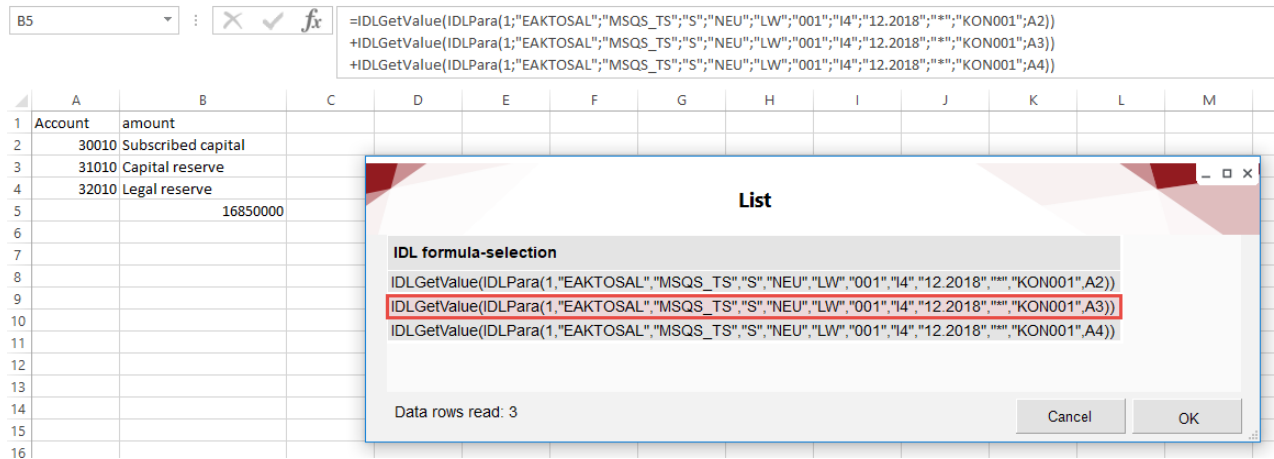 B5
fx
=IDLGetValue(IDLPara(1;"EAKTOSAL";"MSQS_TS";"S";"NEU";"LW";"001";"I4";"12.2018";"*";"KON001";A2))
+IDLGetValue(IDLPara(1;"EAKTOSAL";"MSQS_TS";"S";"NEU";"LW";"001";"I4";"12.2018";"*";"KON001";A3))
+IDLGetValue(IDLPara(1;"EAKTOSAL";"MSQS_TS";"S";"NEU";"LW";"001";"I4";"12.2018";"*";"KON001";A4))
A B C D E F G H I J K L M
1 Account amount
2 30010 Subscribed capital
3 31010 Capital reserve
4 32010 Legal reserve
5 16850000
6
7
8
9
10
11
12
13
14
15
16
List
IDL formula-selection
IDLGetValue(IDLPara(1,"EAKTOSAL","MSQS_TS","S","NEU","LW","001","I4","12.2018","*","KON001",A2))
IDLGetValue(IDLPara(1,"EAKTOSAL","MSQS_TS","S","NEU","LW","001","I4","12.2018","*","KON001",A3))
IDLGetValue(IDLPara(1,"EAKTOSAL","MSQS_TS","S","NEU","LW","001","I4","12.2018","*","KON001",A4))
Data rows read: 3
Cancel OK